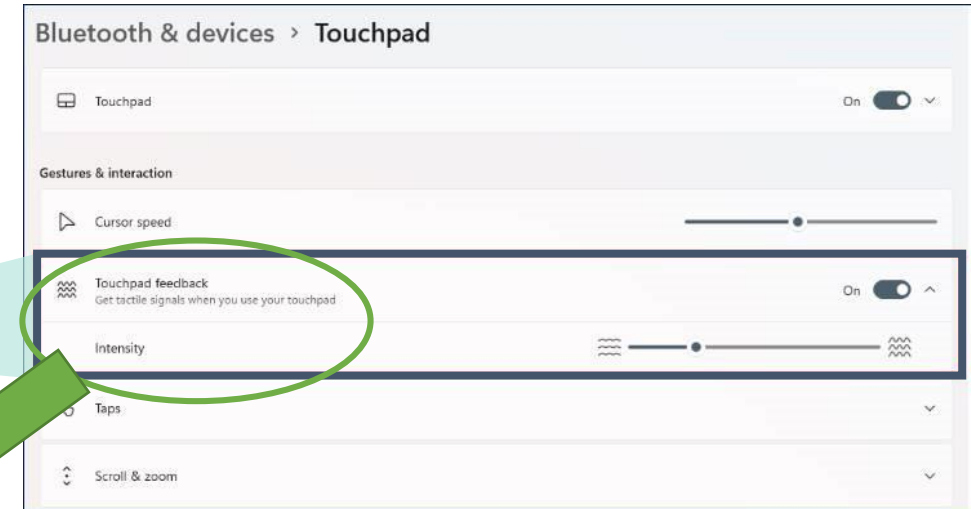 Bluetooth & devices > Touchpad
Touchpad On
Gestures & interaction
Cursor speed
Touchpad feedback On
Get tactile signals when you use your touchpad
Intensity
Taps
Scroll & zoom